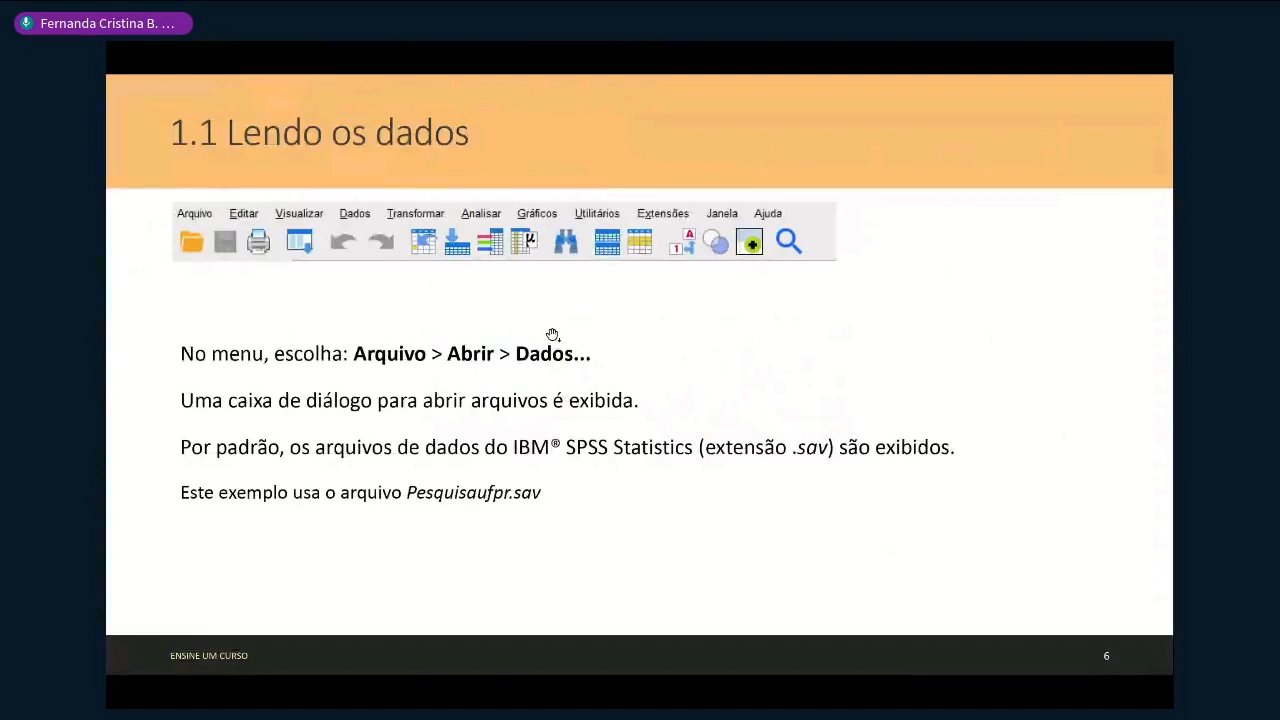 Fernanda Cristina B. ...
1.1 Lendo os dados
Arquivo Editar Visualizar Dados Transformar Analisar Gráficos Utilitários Extensões Janela Ajuda
No menu, escolha: Arquivo > Abrir > Dados...
Uma caixa de diálogo para abrir arquivos é exibida.
Por padrão, os arquivos de dados do IBM® SPSS Statistics (extensão .sav) são exibidos.
Este exemplo usa o arquivo Pesquisaufpr.sav
ENSINE UM CURSO
6